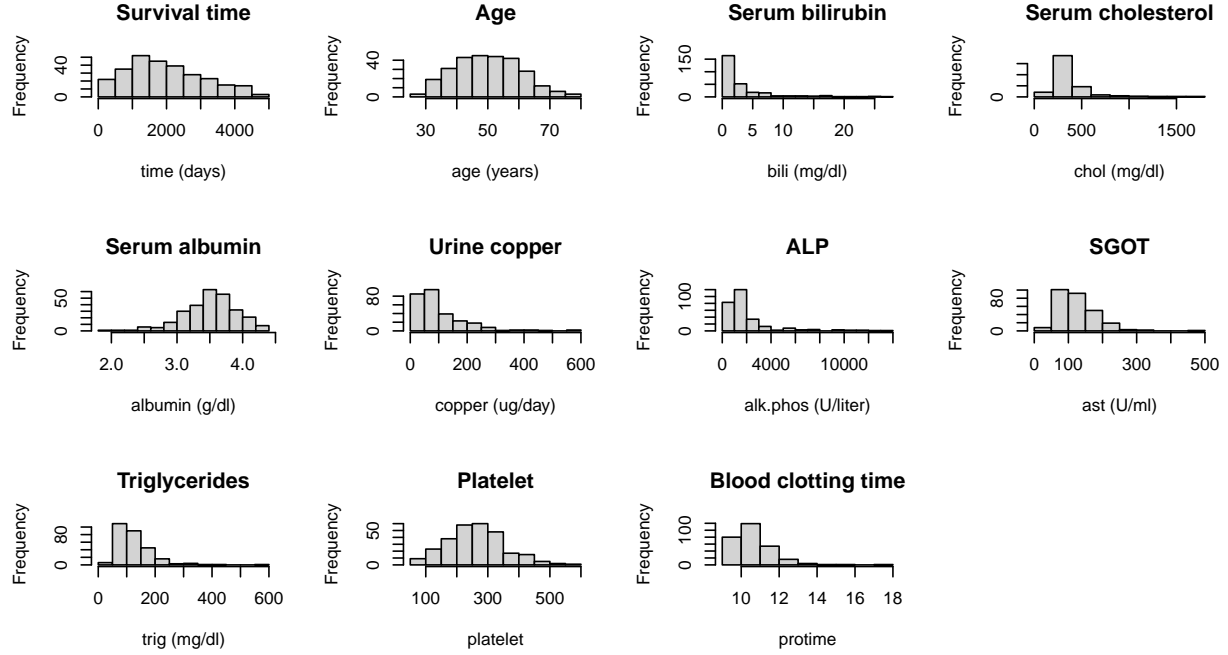 Survival time
Frequency
0 40
0 2000 4000
time (days)
Age
Frequency
0 40
30 50 70
age (years)
Serum bilirubin
Frequency
0 150
0 5 10 20
bili (mg/dl)
Serum cholesterol
Frequency
0
0 500 1500
chol (mg/dl)
Serum albumin
Frequency
0 50
2.0 3.0 4.0
albumin (g/dl)
Urine copper
Frequency
0 80
0 200 400 600
copper (ug/day)
ALP
Frequency
0 100
0 4000 10000
alk.phos (U/liter)
SGOT
Frequency
0 80
0 100 300 500
ast (U/ml)
Triglycerides
Frequency
0 80
0 200 400 600
trig (mg/dl)
Platelet
Frequency
0 50
100 300 500
platelet
Blood clotting time
Frequency
0 100
10 12 14 16 18
protime